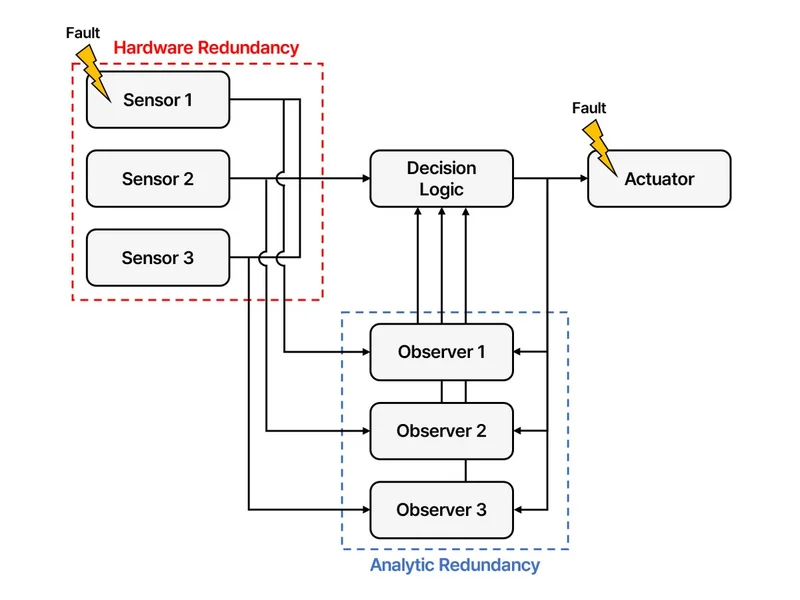 Fault
Hardware Redundancy
Sensor 1
Sensor 2
Sensor 3
Decision
Logic
Fault
Actuator
Observer 1
Observer 2
Observer 3
Analytic Redundancy